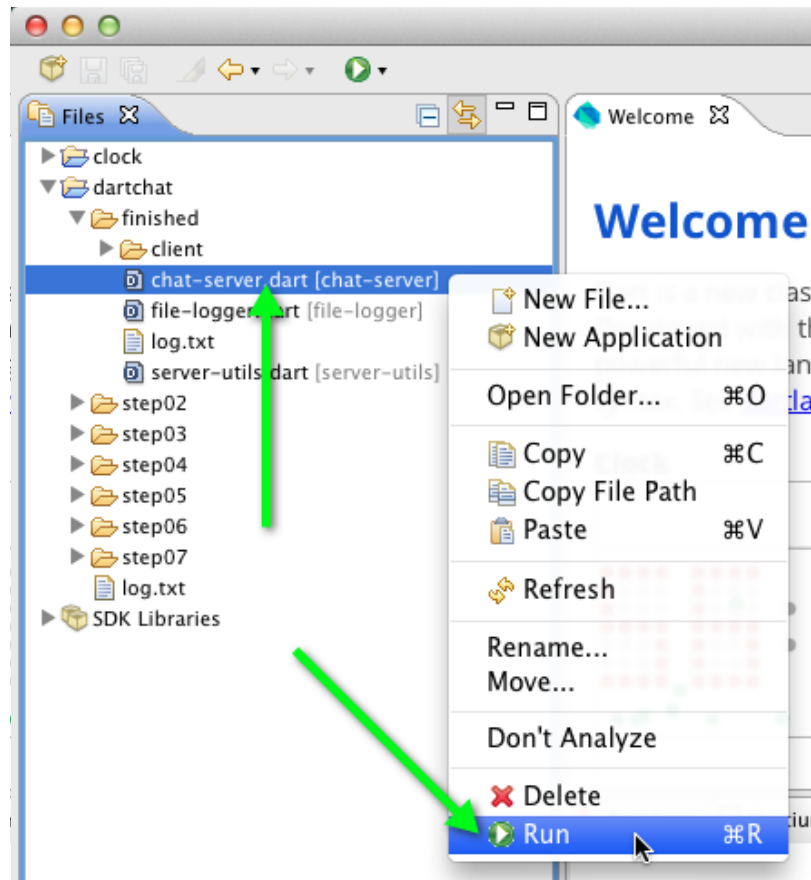 Files
Welcome
clock
dartchat
finished
client
chat-server.dart [chat-server]
file-logger.dart [file-logger]
log.txt
server-utils.dart [server-utils]
step02
step03
step04
step05
step06
step07
log.txt
SDK Libraries
Welcome
New File...
New Application
Open Folder... ⌘O
Copy ⌘C
Copy File Path
Paste ⌘V
Refresh
Rename...
Move...
Don't Analyze
Delete
Run ⌘R